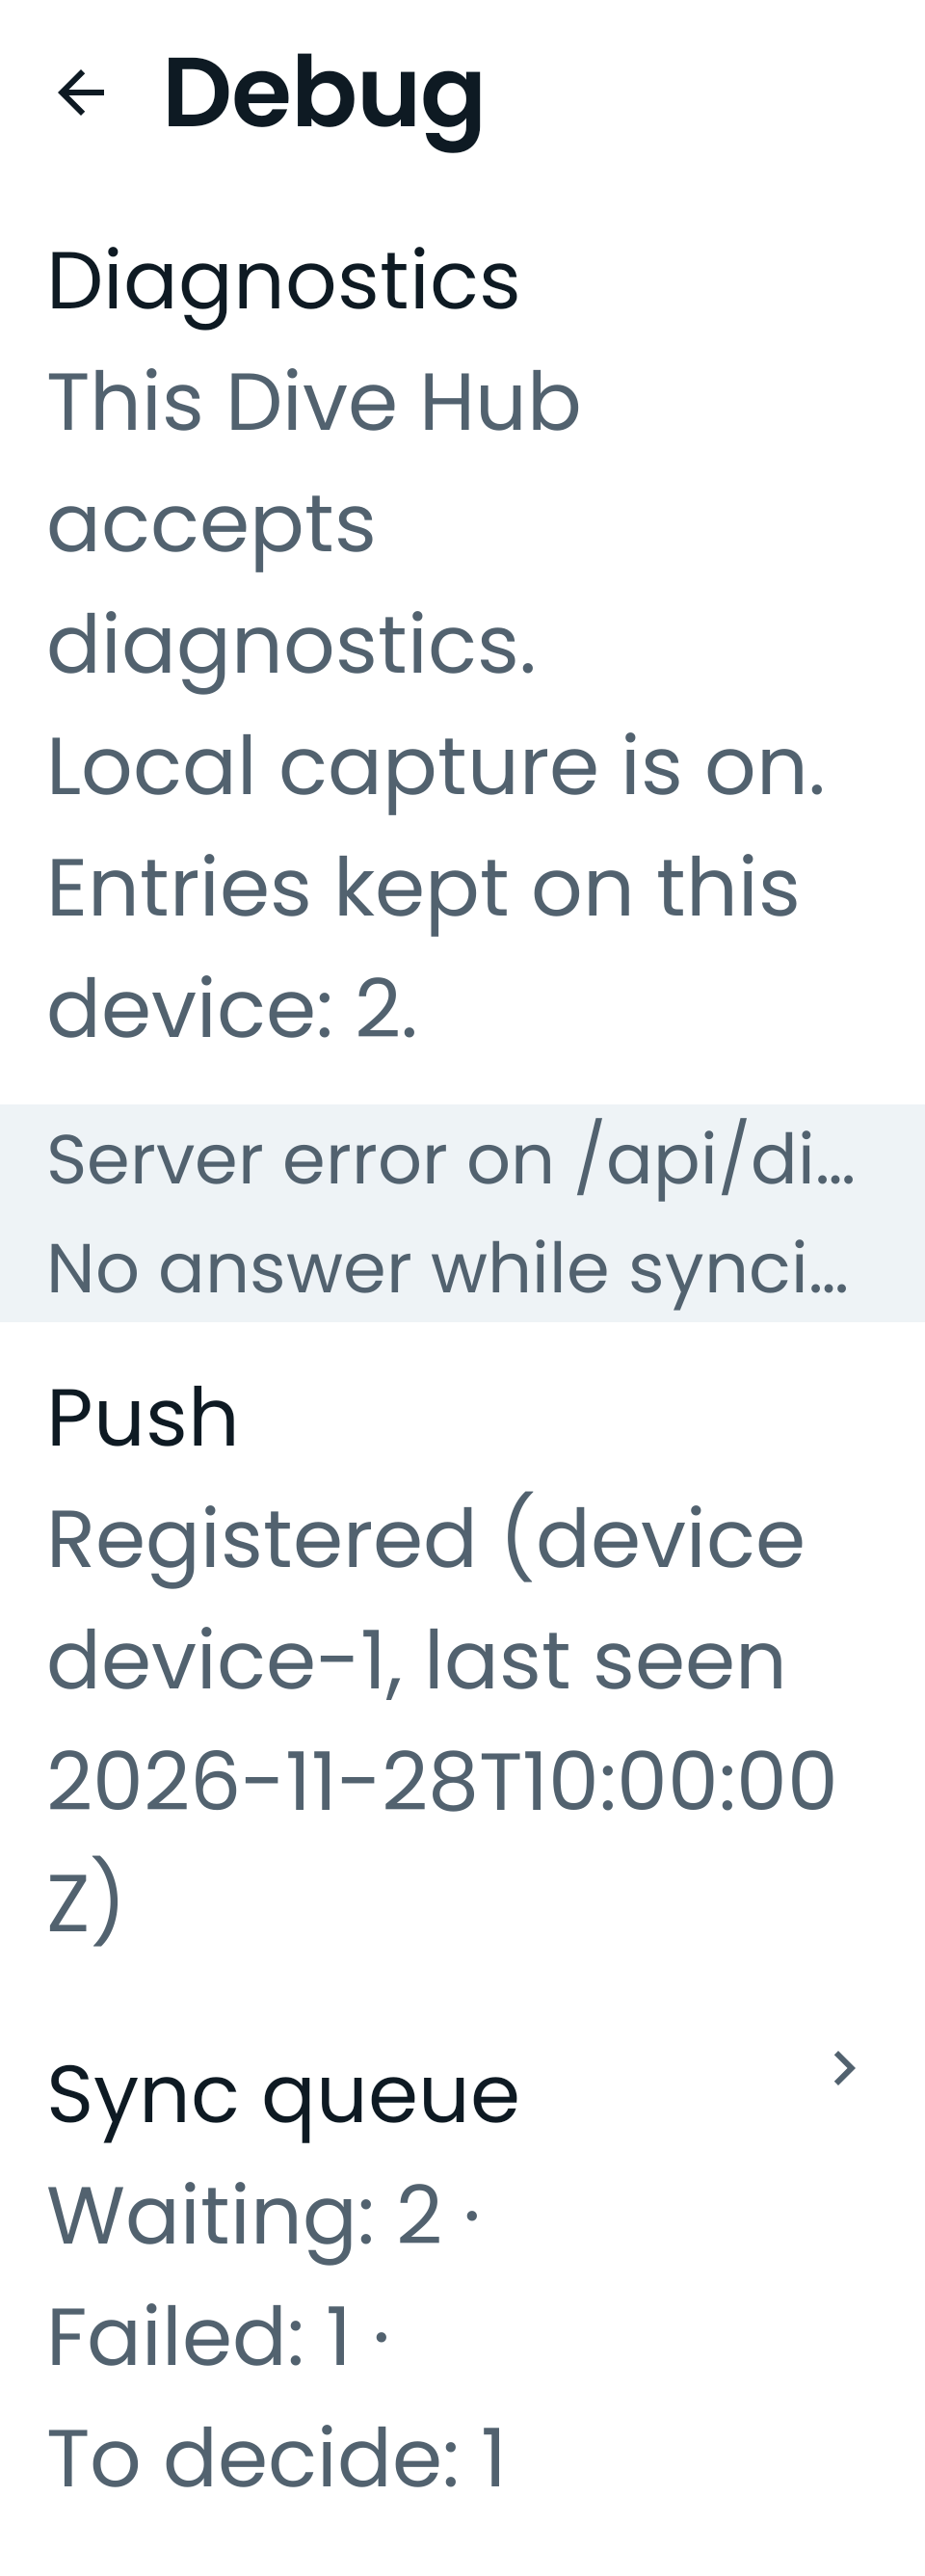 Debug
Diagnostics
This Dive Hub
accepts
diagnostics.
Local capture is on.
Entries kept on this
device: 2.
Server error on /api/di...
No answer while synci...
Push
Registered (device
device-1, last seen
2026-11-28T10:00:00
Z)
Sync queue
Waiting: 2 ·
Failed: 1 ·
To decide: 1